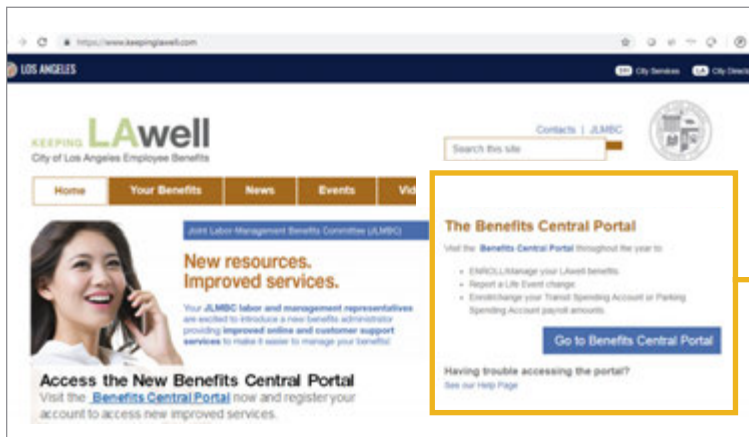 https://www.keepinglawell.com
LOS ANGELES
311 City Services LA City Direct
KEEPING LAwell
City of Los Angeles Employee Benefits
Contacts | JLMBC
Search this site
Home Your Benefits News Events Vid
Joint Labor-Management Benefits Committee (JLMBC)
New resources.
Improved services.
Your JLMBC labor and management representatives
are excited to introduce a new benefits administrator
providing improved online and customer support
services to make it easier to manage your benefits!
Access the New Benefits Central Portal
Visit the Benefits Central Portal now and register your
account to access new improved services.
The Benefits Central Portal
Visit the Benefits Central Portal throughout the year to:
ENROLL/Manage your LAwell benefits
Report a Life Event change
Enroll/change your Transit Spending Account or Parking
Spending Account payroll amounts
Go to Benefits Central Portal
Having trouble accessing the portal?
See our Help Page